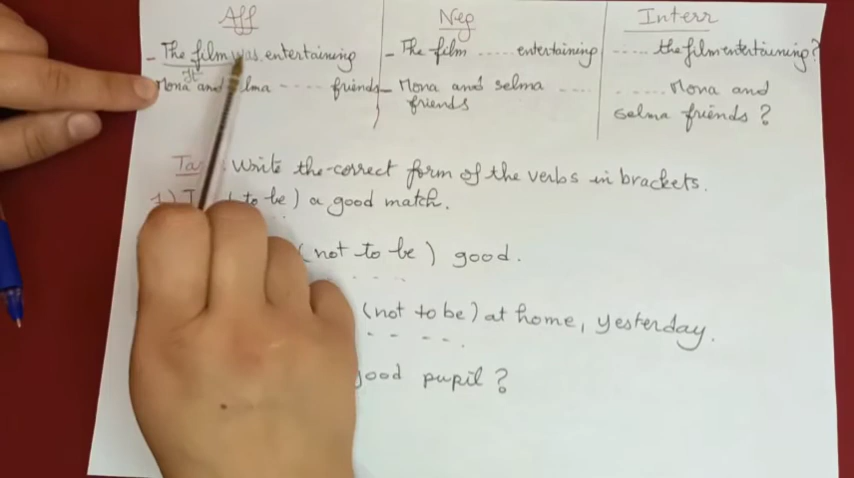 Aff
Neg
Interr
- The film was entertaining
It
Mona and Selma - - - - friends
- The film ..... entertaining
- Mona and selma ....
friends
..... the film entertaining?
...... Mona and
selma friends ?
Write the correct form of the verbs in brackets.
to be) a good match.
(not to be) good.
(not to be) at home, yesterday.
good pupil ?